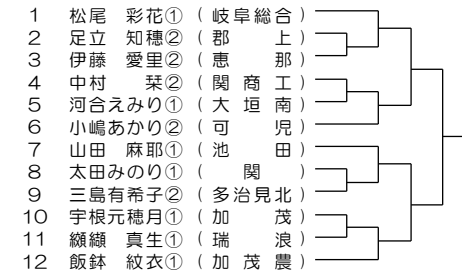 1 松尾 彩花① ( 岐阜総合 )
2 足立 知穂② ( 郡 上 )
3 伊藤 愛里② ( 恵 那 )
4 中村 栞② ( 関商工 )
5 河合えみり① ( 大垣南 )
6 小嶋あかり② ( 可 児 )
7 山田 麻耶① ( 池 田 )
8 太田みのり① ( 関 )
9 三島有希子② ( 多治見北 )
10 宇根元穂月① ( 加 茂 )
11 纐纈 真生① ( 瑞 浪 )
12 飯鉢 紋衣① ( 加茂農 )